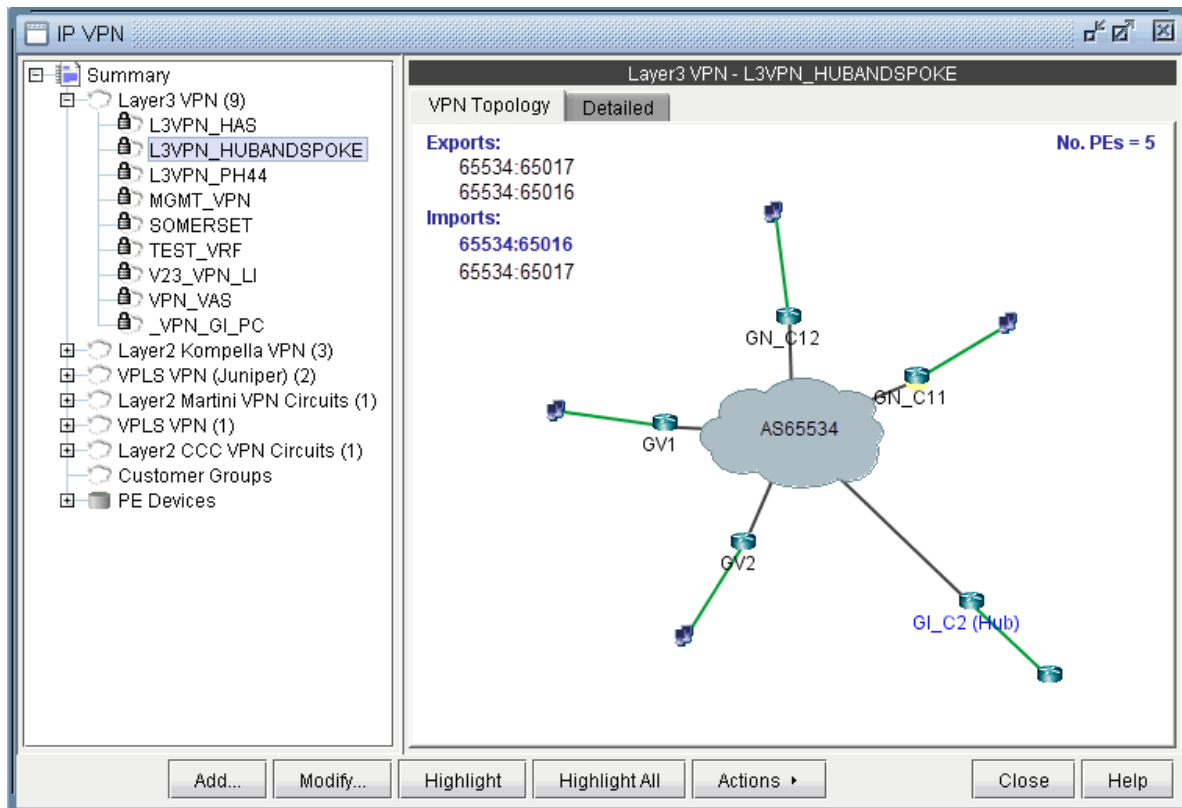 IP VPN
Summary
Layer3 VPN (9)
L3VPN_HAS
L3VPN_HUBANDSPOKE
L3VPN_PH44
MGMT_VPN
SOMERSET
TEST_VRF
V23_VPN_LI
VPN_VAS
_VPN_GI_PC
Layer2 Kompella VPN (3)
VPLS VPN (Juniper) (2)
Layer2 Martini VPN Circuits (1)
VPLS VPN (1)
Layer2 CCC VPN Circuits (1)
Customer Groups
PE Devices
Layer3 VPN - L3VPN_HUBANDSPOKE
VPN Topology
Detailed
Exports:
65534:65017
65534:65016
Imports:
65534:65016
65534:65017
No. PEs = 5
GN_C12
GN_C11
AS65534
GV1
GV2
GI_C2 (Hub)
Add...
Modify...
Highlight
Highlight All
Actions
Close
Help